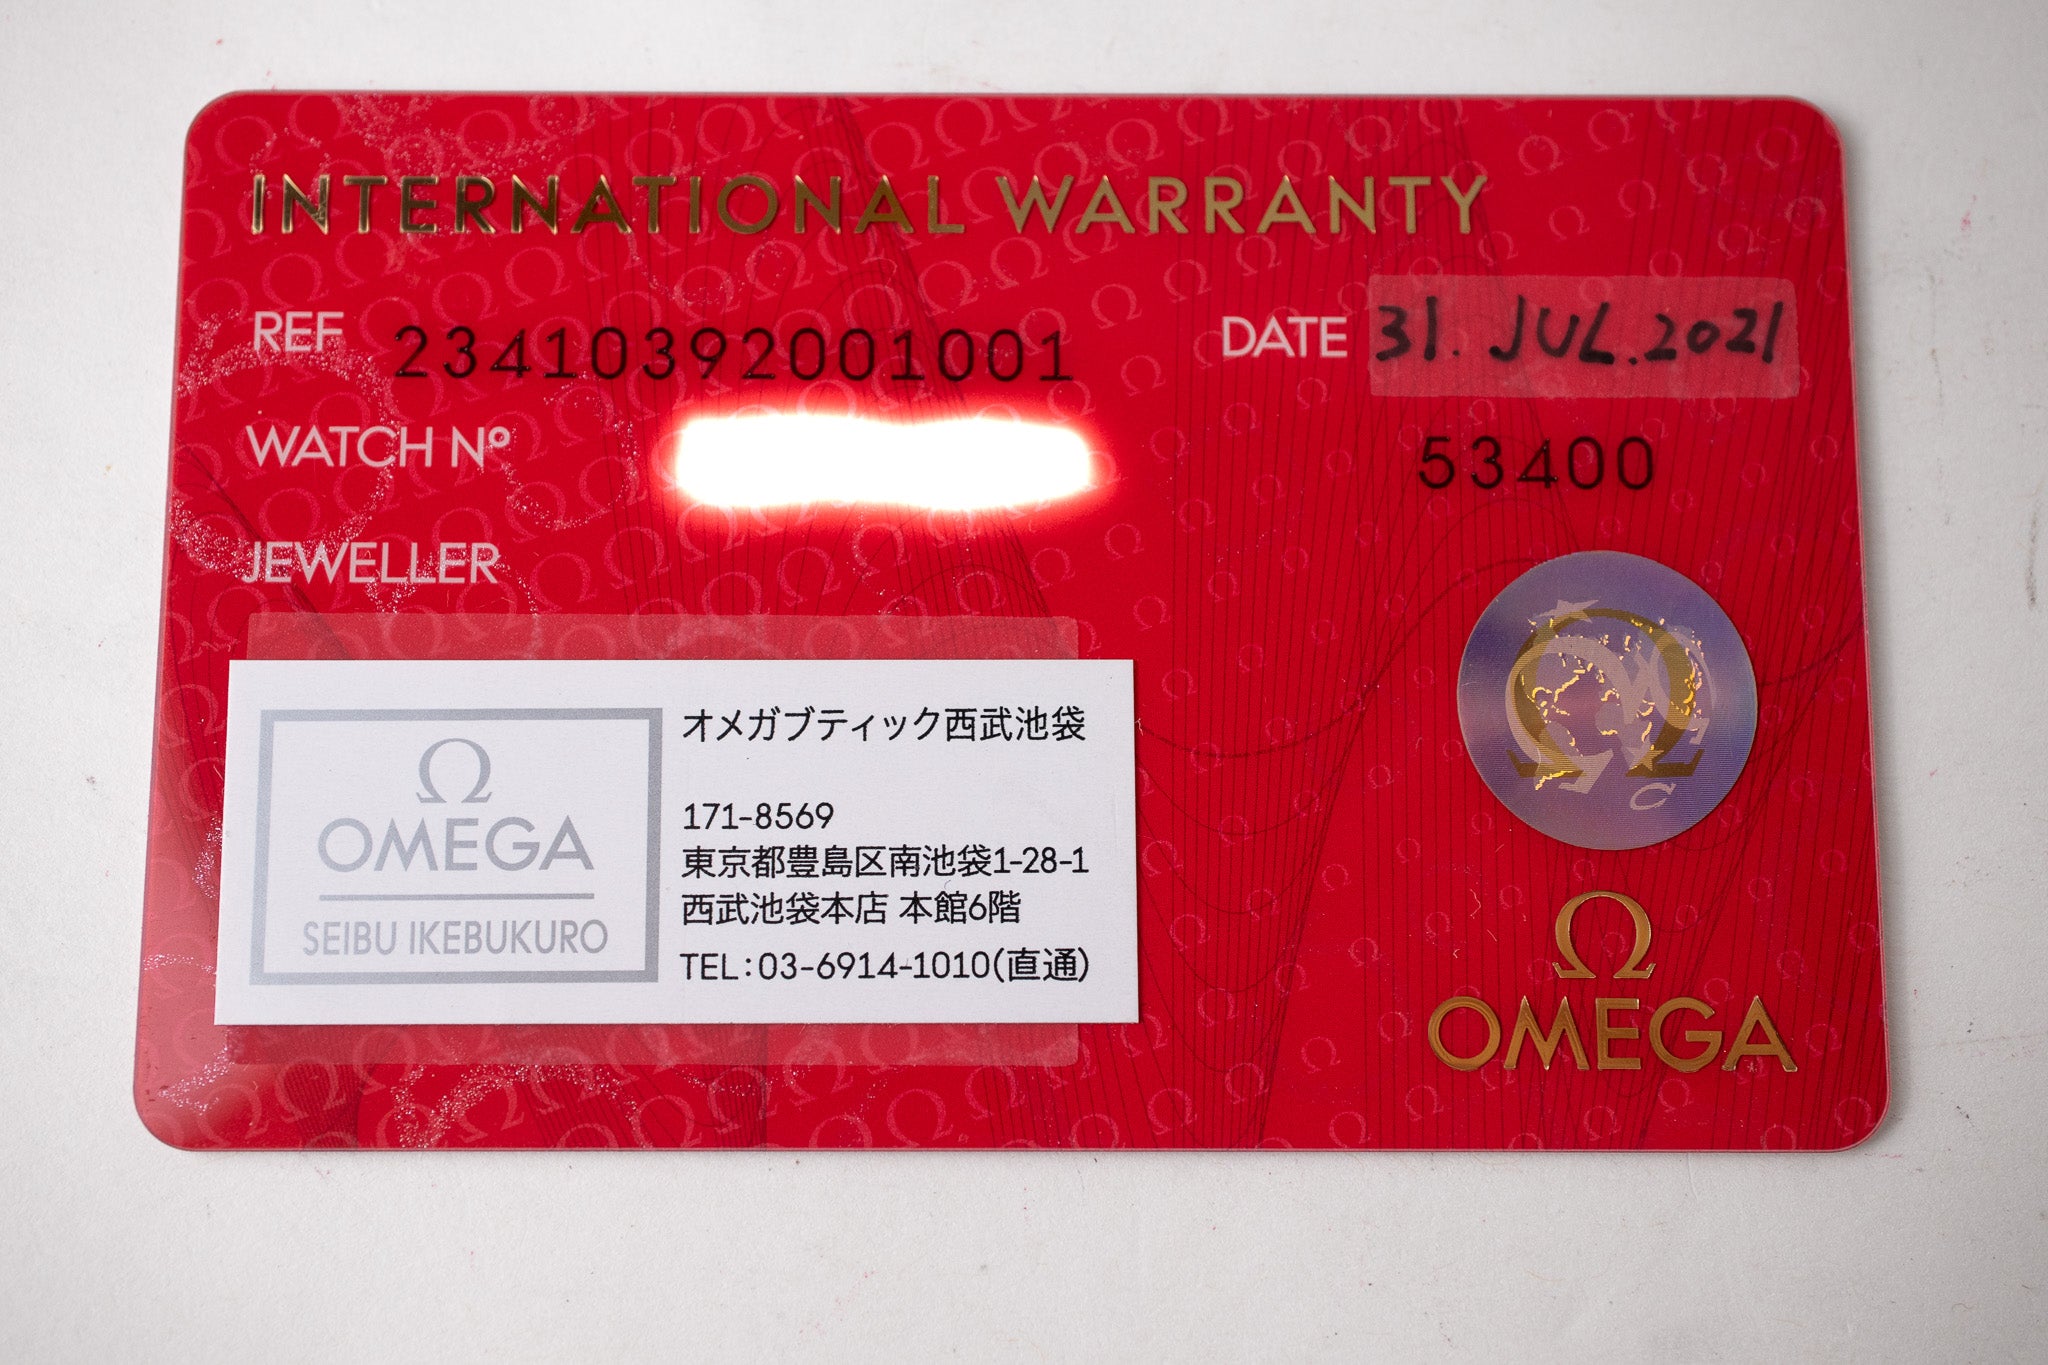 INTERNATIONAL WARRANTY
REF 23410392001001
DATE 31. JUL. 2021
WATCH Nº
53400
JEWELLER
Ω
OMEGA
SEIBU IKEBUKURO
オメガブティック西武池袋
171-8569
東京都豊島区南池袋1-28-1
西武池袋本店 本館6階
TEL:03-6914-1010(直通)
Ω
OMEGA